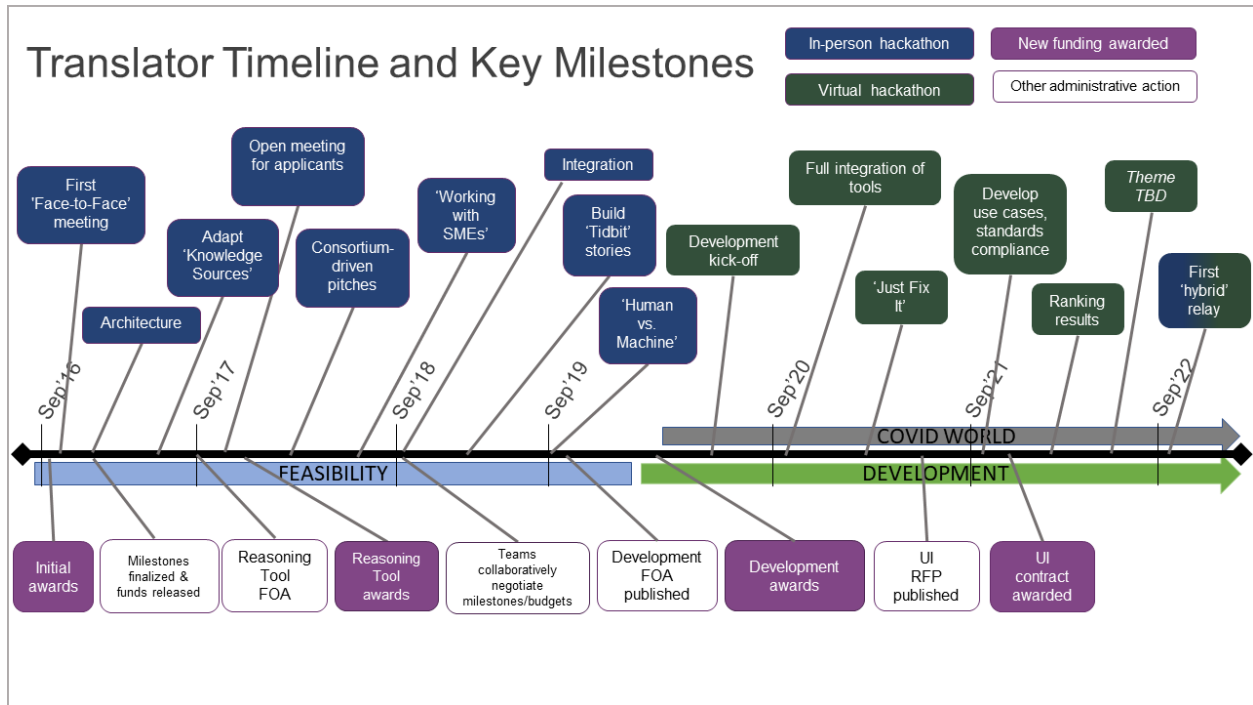 Translator Timeline and Key Milestones
In-person hackathon
New funding awarded
Virtual hackathon
Other administrative action
First
'Face-to-Face'
meeting
Architecture
Adapt
'Knowledge
Sources'
Open meeting
for applicants
Consortium-
driven
pitches
'Working
with
SMEs'
Integration
Build
'Tidbit'
stories
'Human
vs.
Machine'
Development
kick-off
Full integration of
tools
'Just Fix
It'
Develop
use cases,
standards
compliance
Ranking
results
Theme
TBD
First
'hybrid'
relay
Sep'16
Sep'17
Sep'18
Sep'19
Sep'20
Sep'21
Sep'22
COVID WORLD
FEASIBILITY
DEVELOPMENT
Initial
awards
Milestones
finalized &
funds released
Reasoning
Tool
FOA
Reasoning
Tool
awards
Teams
collaboratively
negotiate
milestones/budgets
Development
FOA
published
Development
awards
UI
RFP
published
UI
contract
awarded